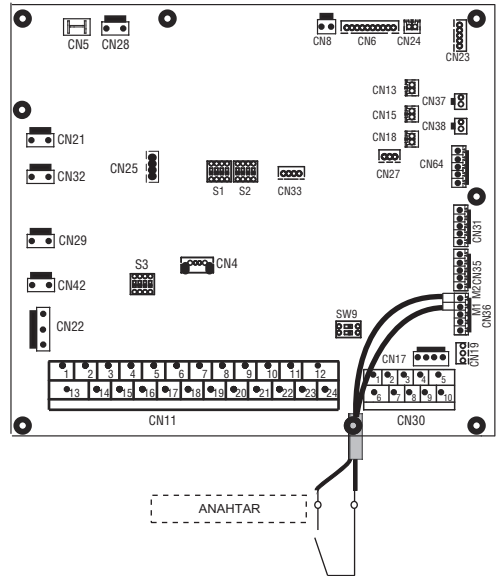 CN5 CN28 CN8 CN6 CN24 CN23
CN13 CN37
CN15 CN38
CN18
CN21
CN32 CN25 S1 S2 CN33 CN27 CN64
CN31
CN29 CN4 CN35
CN42 S3 M2
M1 CN36
CN22 SW9
CN17 CN19
1 2 3 4 5 6 7 8 9 10 11 12 1 2 3 4 5
13 14 15 16 17 18 19 20 21 22 23 24 6 7 8 9 10
CN11 CN30
ANAHTAR